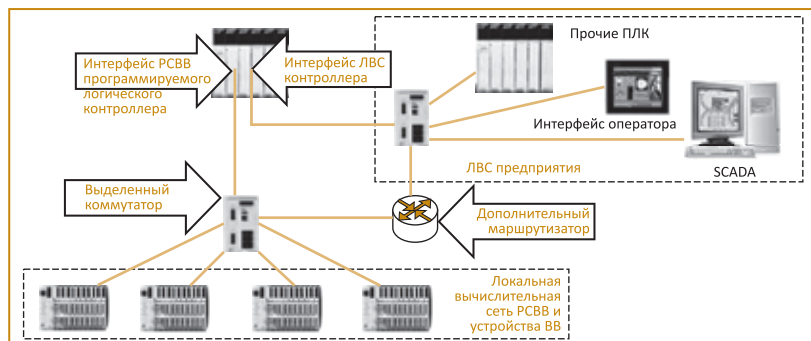 Интерфейс РСВВ
программируемого
логического
контроллера
Интерфейс ЛВС
контроллера
Прочие ПЛК
Интерфейс оператора
SCADA
ЛВС предприятия
Выделенный
коммутатор
Дополнительный
маршрутизатор
Локальная
вычислительная
сеть РСВВ и
устройства ВВ